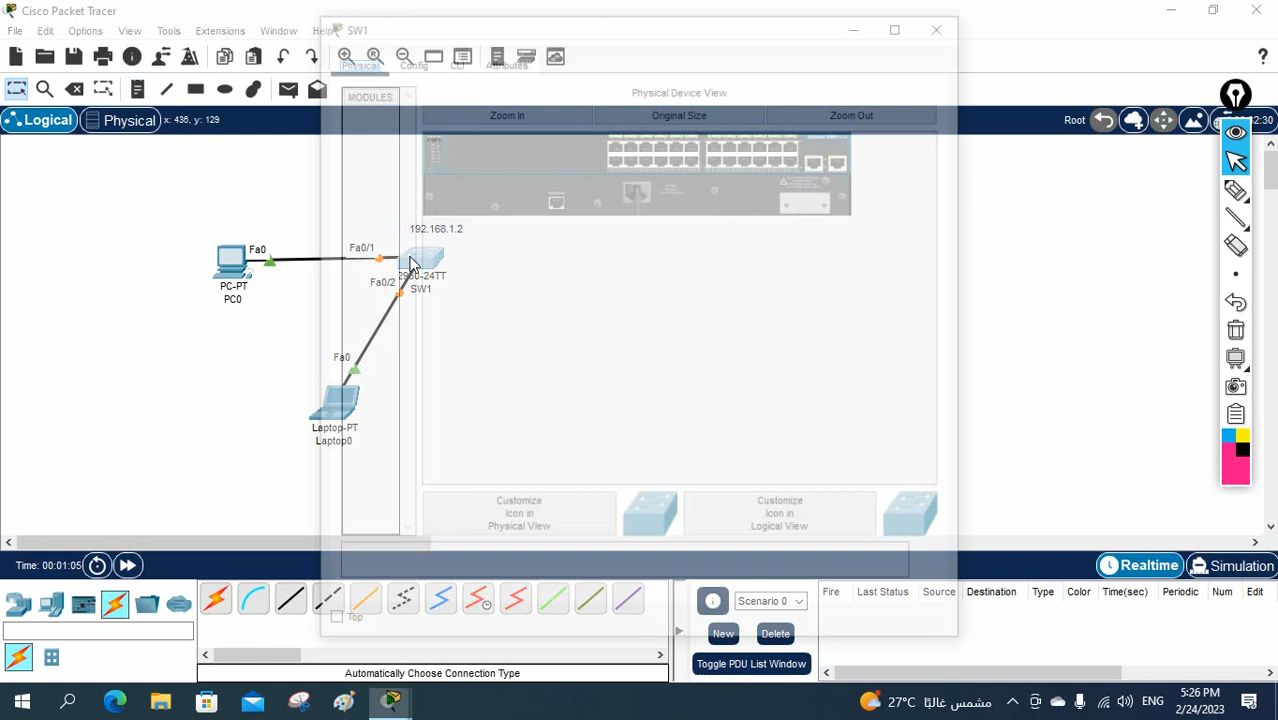 Cisco Packet Tracer
SW1
File Edit Options View Tools Extensions Window Help
Physical Config CLI Attributes
MODULES
Physical Device View
Zoom In Original Size Zoom Out
Logical Physical x: 436, y: 129
Root
192.168.1.2
Fa0
Fa0/1
2960-24TT
SW1
Fa0/2
PC-PT
PC0
Fa0
Laptop-PT
Laptop0
Customize
Icon in
Physical View
Customize
Icon in
Logical View
Time: 00:01:05
Realtime Simulation
Top
Scenario 0
New Delete
Toggle PDU List Window
Fire Last Status Source Destination Type Color Time(sec) Periodic Num Edit
Automatically Choose Connection Type
27°C مشمس غالبًا
ENG
5:26 PM
2/24/2023